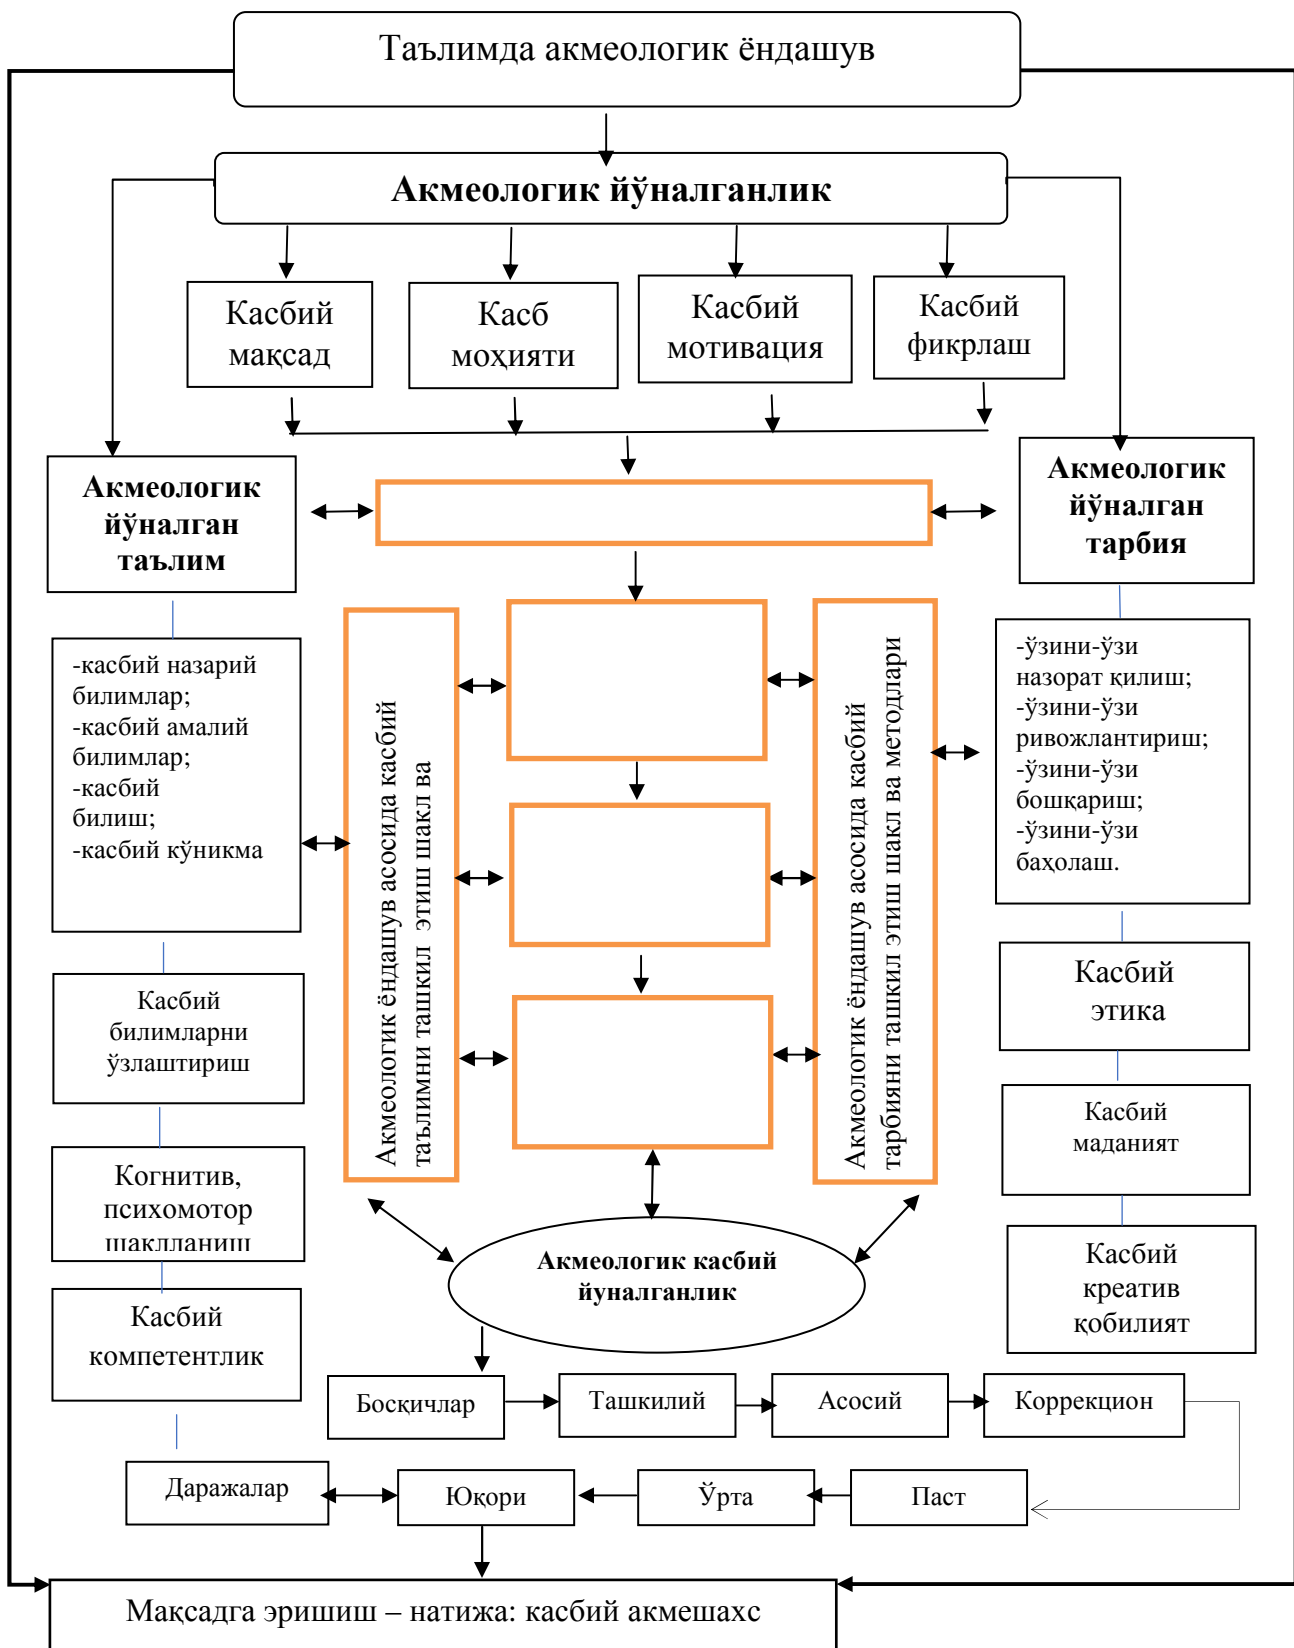 Таълимда акмеологик ёндашув
Акмеологик йўналганлик
Касбий
мақсад
Касб
моҳияти
Касбий
мотивация
Касбий
фикрлаш
Акмеологик
йўналган
таълим
Акмеологик
йўналган
тарбия
-касбий назарий
билимлар;
-касбий амалий
билимлар;
-касбий
билиш;
-касбий кўникма
Акмеологик ёндашув асосида касбий
таълимни ташкил этиш шакл ва
Акмеологик ёндашув асосида касбий
тарбияни ташкил этиш шакл ва методлари
-ўзини-ўзи
назорат қилиш;
-ўзини-ўзи
ривожлантириш;
-ўзини-ўзи
бошқариш;
-ўзини-ўзи
баҳолаш.
Касбий
билимларни
ўзлаштириш
Касбий
этика
Когнитив,
психомотор
шаклланиш
Касбий
маданият
Акмеологик касбий
йуналганлик
Касбий
компетентлик
Касбий
креатив
қобилият
Босқичлар
Ташкилий
Асосий
Коррекцион
Даражалар
Юқори
Ўрта
Паст
Мақсадга эришиш – натижа: касбий акмешахс